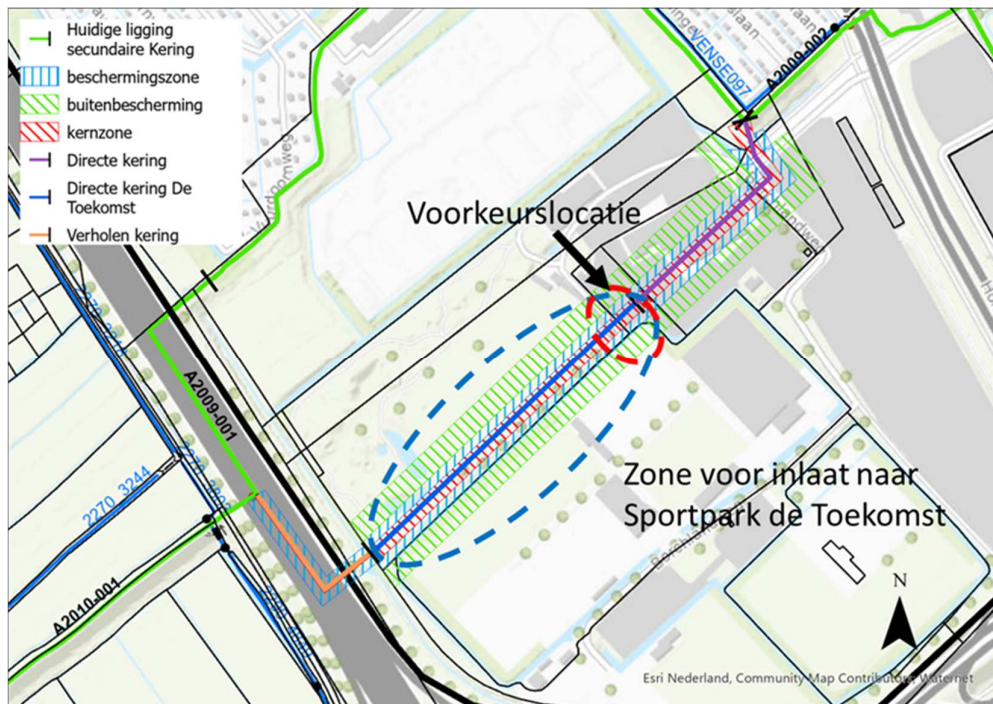 Huidige ligging
secundaire Kering
beschermingszone
buitenbescherming
kernzone
Directe kering
Directe kering De
Toekomst
Verholen kering
VENSE097
A2009-002
Voorkeurslocatie
A2009-001
2270_3244
A2010-001
Zone voor inlaat naar
Sportpark de Toekomst
N
Esri Nederland, Community Map Contributors, Waternet